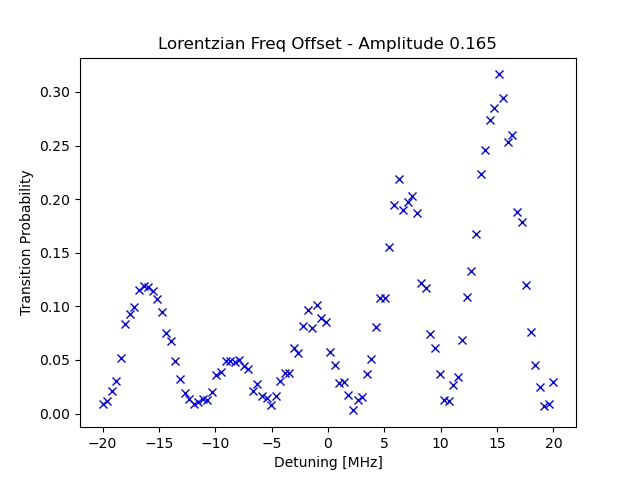 Lorentzian Freq Offset - Amplitude 0.165
Transition Probability
0.30
0.25
0.20
0.15
0.10
0.05
0.00
−20 −15 −10 −5 0 5 10 15 20
Detuning [MHz]